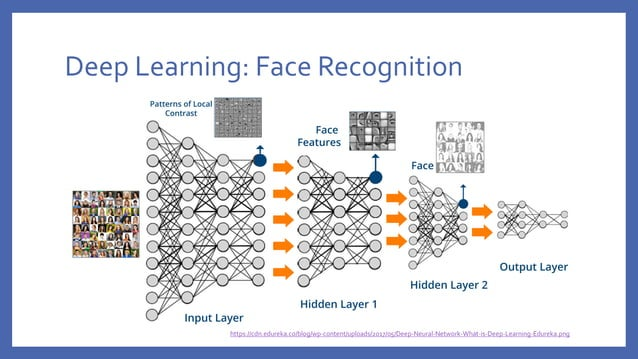 Deep Learning: Face Recognition
Patterns of Local
Contrast
Face
Features
Face
Output Layer
Hidden Layer 2
Hidden Layer 1
Input Layer
https://cdn.edureka.co/blog/wp-content/uploads/2017/05/Deep-Neural-Network-What-is-Deep-Learning-Edureka.png